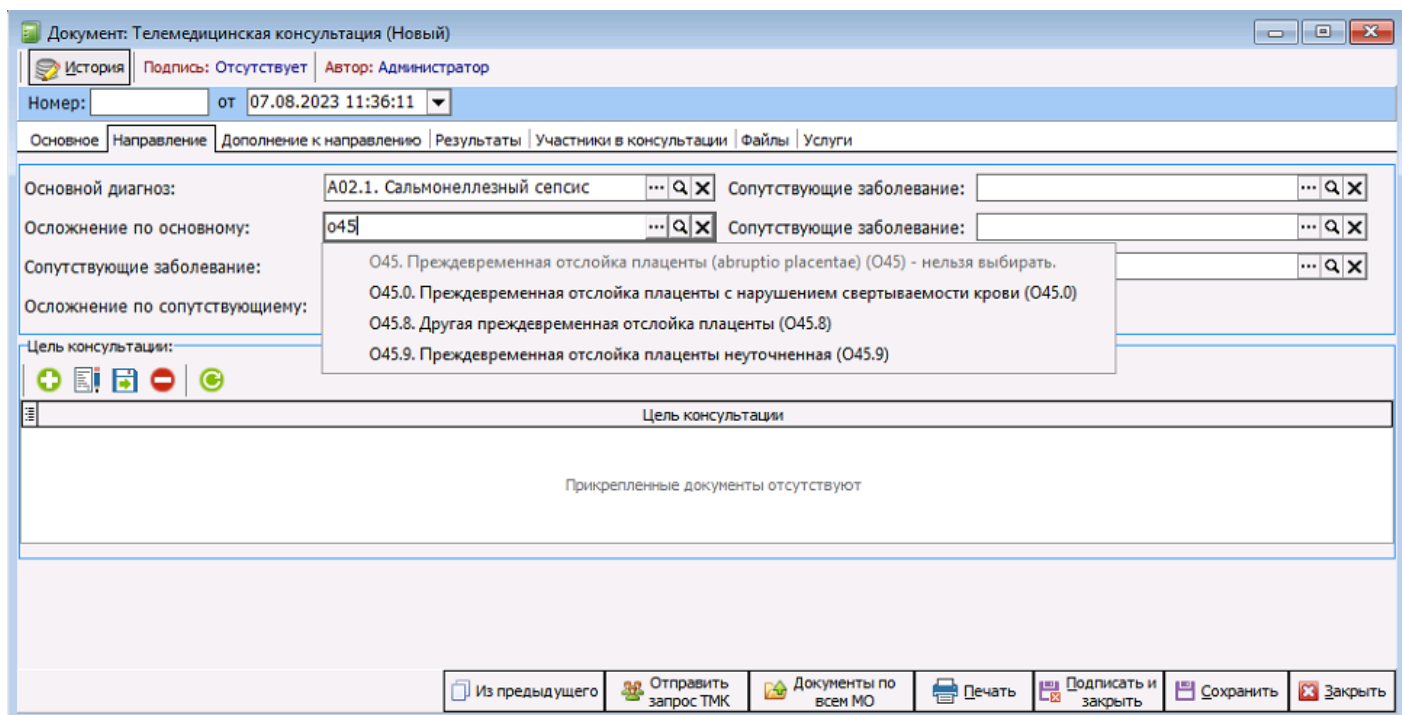 Документ: Телемедицинская консультация (Новый)
История Подпись: Отсутствует Автор: Администратор
Номер: от 07.08.2023 11:36:11
Основное Направление Дополнение к направлению Результаты Участники в консультации Файлы Услуги
Основной диагноз: A02.1. Сальмонеллезный сепсис Сопутствующие заболевание:
Осложнение по основному: о45 Сопутствующие заболевание:
Сопутствующие заболевание:
Осложнение по сопутствующиему:
O45. Преждевременная отслойка плаценты (abruptio placentae) (O45) - нельзя выбирать.
O45.0. Преждевременная отслойка плаценты с нарушением свертываемости крови (O45.0)
O45.8. Другая преждевременная отслойка плаценты (O45.8)
O45.9. Преждевременная отслойка плаценты неуточненная (O45.9)
Цель консультации:
Цель консультации
Прикрепленные документы отсутствуют
Из предыдущего Отправить запрос ТМК Документы по всем МО Печать Подписать и закрыть Сохранить Закрыть